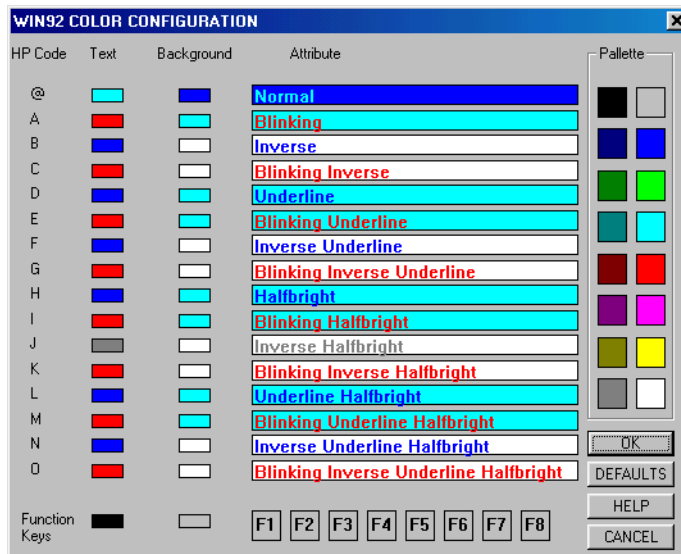 WIN92 COLOR CONFIGURATION
HP Code Text Background Attribute Pallette
@ Normal
A Blinking
B Inverse
C Blinking Inverse
D Underline
E Blinking Underline
F Inverse Underline
G Blinking Inverse Underline
H Halfbright
I Blinking Halfbright
J Inverse Halfbright
K Blinking Inverse Halfbright
L Underline Halfbright
M Blinking Underline Halfbright
N Inverse Underline Halfbright
O Blinking Inverse Underline Halfbright
OK
DEFAULTS
HELP
CANCEL
Function
Keys
F1 F2 F3 F4 F5 F6 F7 F8